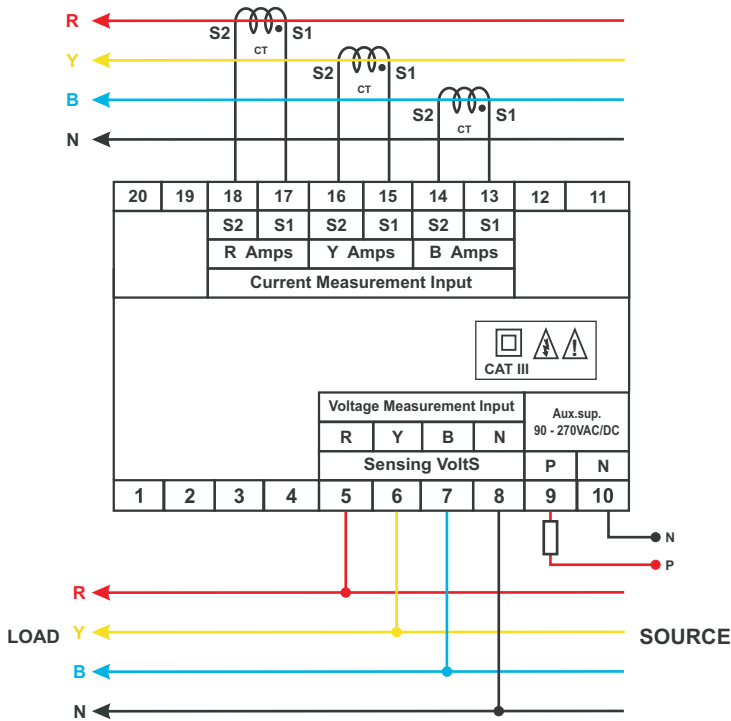 R
S2 S1
CT
Y
S2 S1
CT
B
S2 S1
CT
N
20 19 18 17 16 15 14 13 12 11
S2 S1 S2 S1 S2 S1
R Amps Y Amps B Amps
Current Measurement Input
CAT III
Voltage Measurement Input
Aux.sup.
90 - 270VAC/DC
R Y B N
Sensing VoltS P N
1 2 3 4 5 6 7 8 9 10
N
P
R
LOAD Y SOURCE
B
N